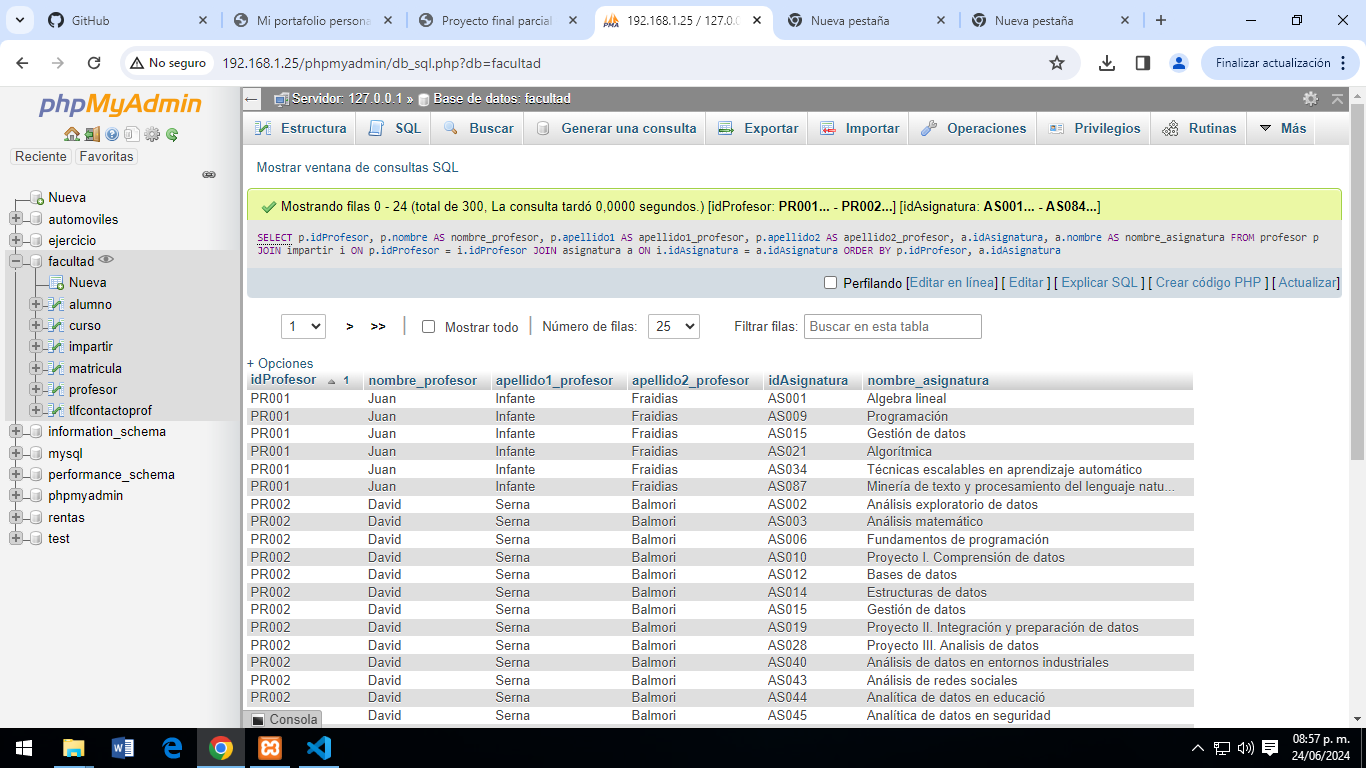 GitHub
Mi portafolio persona
Proyecto final parcial
192.168.1.25 / 127.0.0
Nueva pestaña
Nueva pestaña
No seguro
192.168.1.25/phpmyadmin/db_sql.php?db=facultad
Finalizar actualización
phpMyAdmin
Reciente
Favoritas
Nueva
automoviles
ejercicio
facultad
Nueva
alumno
curso
impartir
matricula
profesor
tlfcontactoprof
information_schema
mysql
performance_schema
phpmyadmin
rentas
test
Servidor: 127.0.0.1 » Base de datos: facultad
Estructura SQL Buscar Generar una consulta Exportar Importar Operaciones Privilegios Rutinas Más
Mostrar ventana de consultas SQL
Mostrando filas 0 - 24 (total de 300, La consulta tardó 0,0000 segundos.) [idProfesor: PR001... - PR002...] [idAsignatura: AS001... - AS084...]
SELECT p.idProfesor, p.nombre AS nombre_profesor, p.apellido1 AS apellido1_profesor, p.apellido2 AS apellido2_profesor, a.idAsignatura, a.nombre AS nombre_asignatura FROM profesor p
JOIN impartir i ON p.idProfesor = i.idProfesor JOIN asignatura a ON i.idAsignatura = a.idAsignatura ORDER BY p.idProfesor, a.idAsignatura
Perfilando [Editar en línea] [ Editar ] [ Explicar SQL ] [ Crear código PHP ] [ Actualizar]
1 > >> | Mostrar todo | Número de filas: 25 Filtrar filas: Buscar en esta tabla
+ Opciones
idProfesor 1 nombre_profesor apellido1_profesor apellido2_profesor idAsignatura nombre_asignatura
PR001 Juan Infante Fraidias AS001 Algebra lineal
PR001 Juan Infante Fraidias AS009 Programación
PR001 Juan Infante Fraidias AS015 Gestión de datos
PR001 Juan Infante Fraidias AS021 Algorítmica
PR001 Juan Infante Fraidias AS034 Técnicas escalables en aprendizaje automático
PR001 Juan Infante Fraidias AS087 Minería de texto y procesamiento del lenguaje natu...
PR002 David Serna Balmori AS002 Análisis exploratorio de datos
PR002 David Serna Balmori AS003 Análisis matemático
PR002 David Serna Balmori AS006 Fundamentos de programación
PR002 David Serna Balmori AS010 Proyecto I. Comprensión de datos
PR002 David Serna Balmori AS012 Bases de datos
PR002 David Serna Balmori AS014 Estructuras de datos
PR002 David Serna Balmori AS015 Gestión de datos
PR002 David Serna Balmori AS019 Proyecto II. Integración y preparación de datos
PR002 David Serna Balmori AS028 Proyecto III. Analisis de datos
PR002 David Serna Balmori AS040 Análisis de datos en entornos industriales
PR002 David Serna Balmori AS043 Análisis de redes sociales
PR002 David Serna Balmori AS044 Analítica de datos en educació
David Serna Balmori AS045 Analítica de datos en seguridad
Consola
08:57 p. m.
24/06/2024